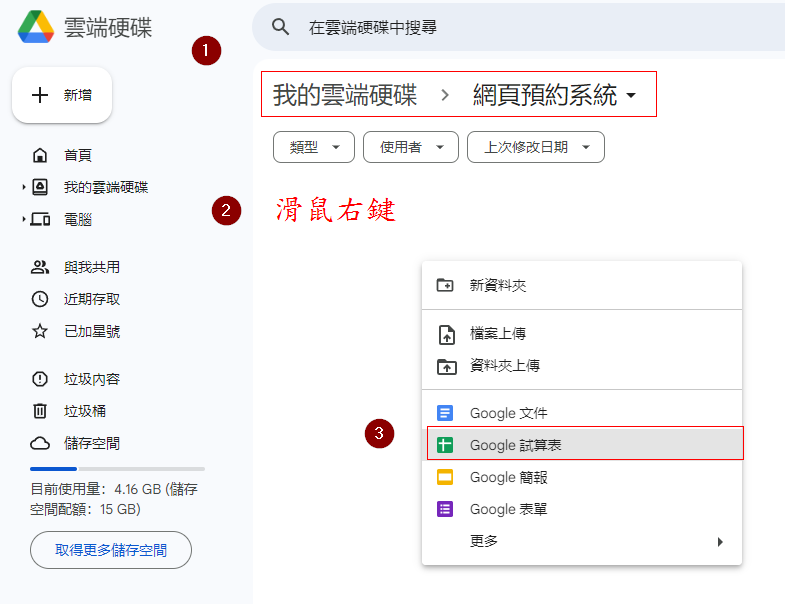 雲端硬碟
在雲端硬碟中搜尋
1
新增
我的雲端硬碟 > 網頁預約系統
類型 使用者 上次修改日期
首頁
我的雲端硬碟
電腦
2
滑鼠右鍵
與我共用
近期存取
已加星號
垃圾內容
垃圾桶
儲存空間
目前使用量：4.16 GB (儲存
空間配額：15 GB)
取得更多儲存空間
新資料夾
檔案上傳
資料夾上傳
3
Google 文件
Google 試算表
Google 簡報
Google 表單
更多